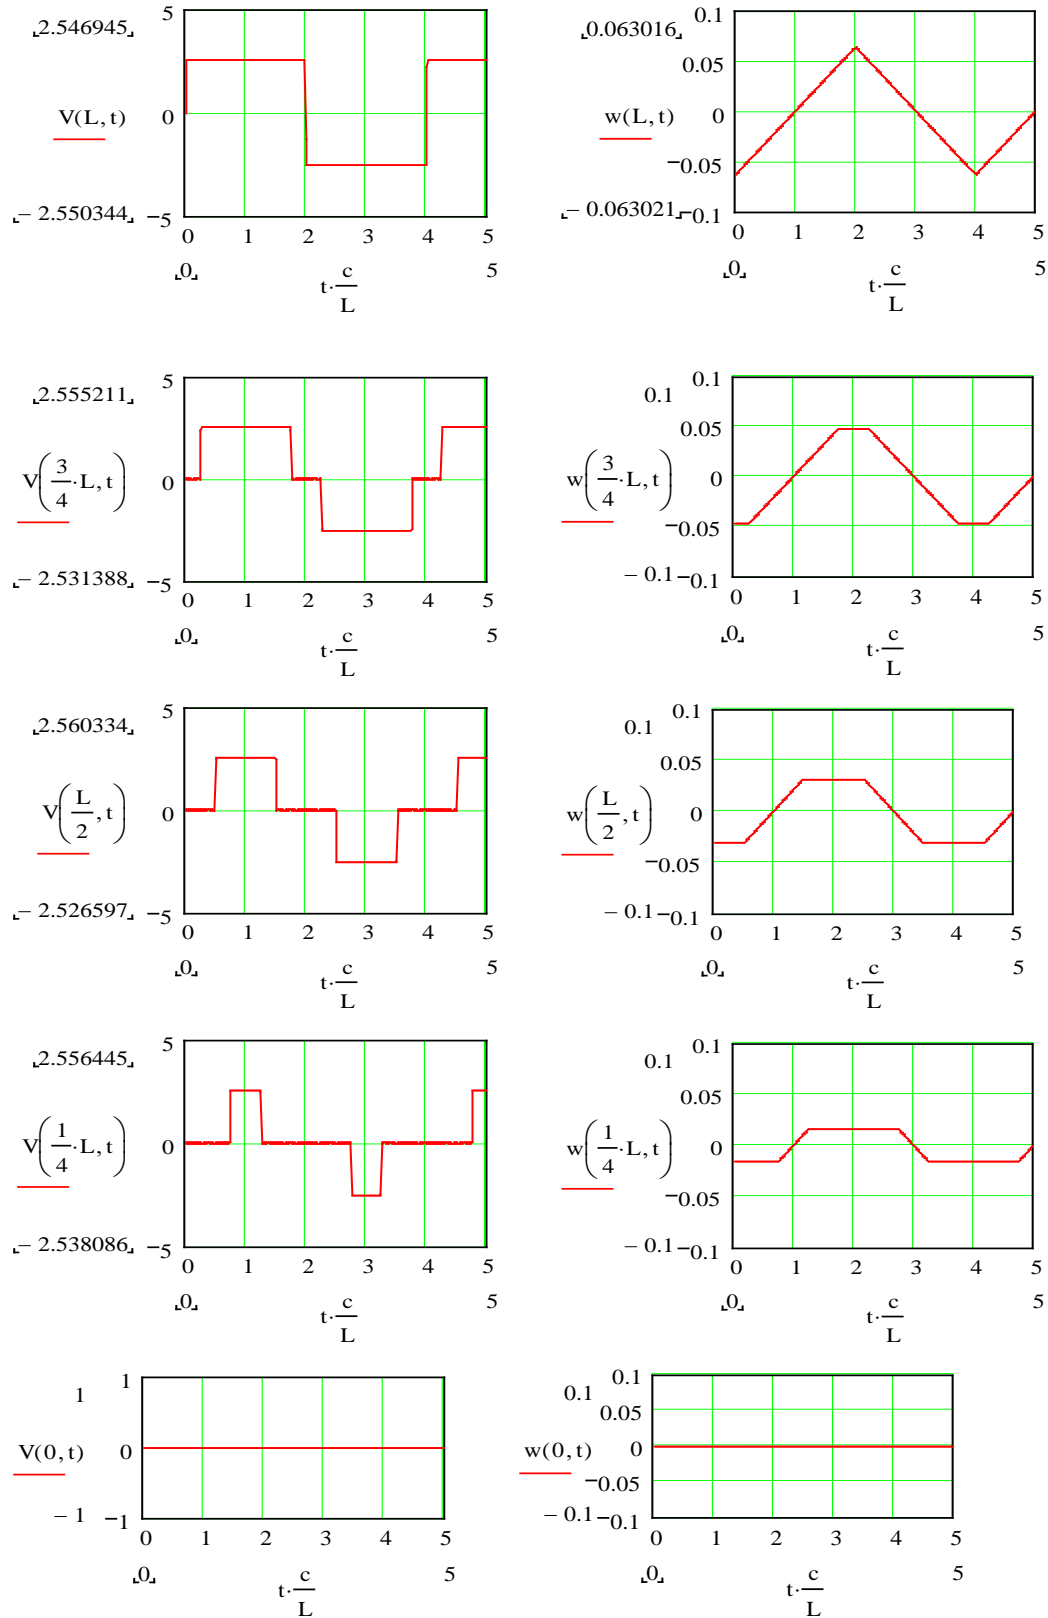 2.546945 5 0.063016 0.1
0.05
V(L,t) 0 w(L,t) 0
−0.05
− 2.550344 −5 − 0.063021 −0.1
0 1 2 3 4 5 0 1 2 3 4 5
0 t·c/L 5 0 t·c/L 5
2.555211 5 0.1 0.1
0.05
V(3/4·L,t) 0 w(3/4·L,t) 0
−0.05
− 2.531388 −5 − 0.1 −0.1
0 1 2 3 4 5 0 1 2 3 4 5
0 t·c/L 5 0 t·c/L 5
2.560334 5 0.1 0.1
0.05
V(L/2,t) 0 w(L/2,t) 0
−0.05
− 2.526597 −5 − 0.1 −0.1
0 1 2 3 4 5 0 1 2 3 4 5
0 t·c/L 5 0 t·c/L 5
2.556445 5 0.1 0.1
0.05
V(1/4·L,t) 0 w(1/4·L,t) 0
−0.05
− 2.538086 −5 − 0.1 −0.1
0 1 2 3 4 5 0 1 2 3 4 5
0 t·c/L 5 0 t·c/L 5
1 1 0.1 0.1
0.05
V(0,t) 0 w(0,t) 0
−0.05
− 1 −1 − 0.1 −0.1
0 1 2 3 4 5 0 1 2 3 4 5
0 t·c/L 5 0 t·c/L 5